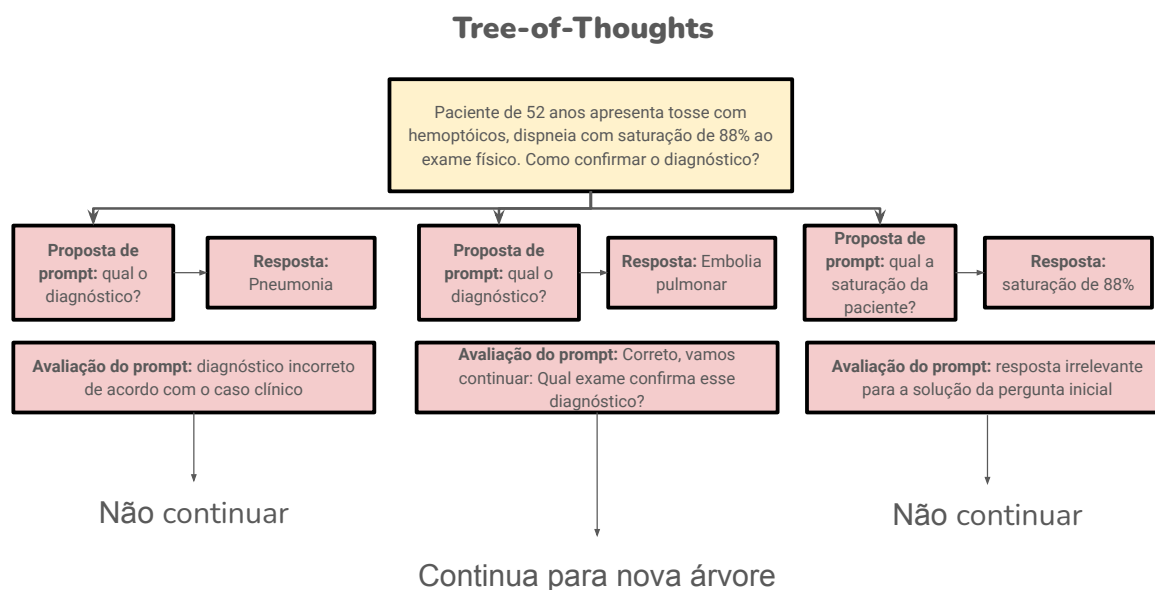 Tree-of-Thoughts
Paciente de 52 anos apresenta tosse com
hemoptóicos, dispneia com saturação de 88% ao
exame físico. Como confirmar o diagnóstico?
Proposta de
prompt: qual o
diagnóstico?
Resposta:
Pneumonia
Avaliação do prompt: diagnóstico incorreto
de acordo com o caso clínico
Não continuar
Proposta de
prompt: qual o
diagnóstico?
Resposta: Embolia
pulmonar
Avaliação do prompt: Correto, vamos
continuar: Qual exame confirma esse
diagnóstico?
Continua para nova árvore
Proposta de
prompt: qual a
saturação da
paciente?
Resposta:
saturação de 88%
Avaliação do prompt: resposta irrelevante
para a solução da pergunta inicial
Não continuar